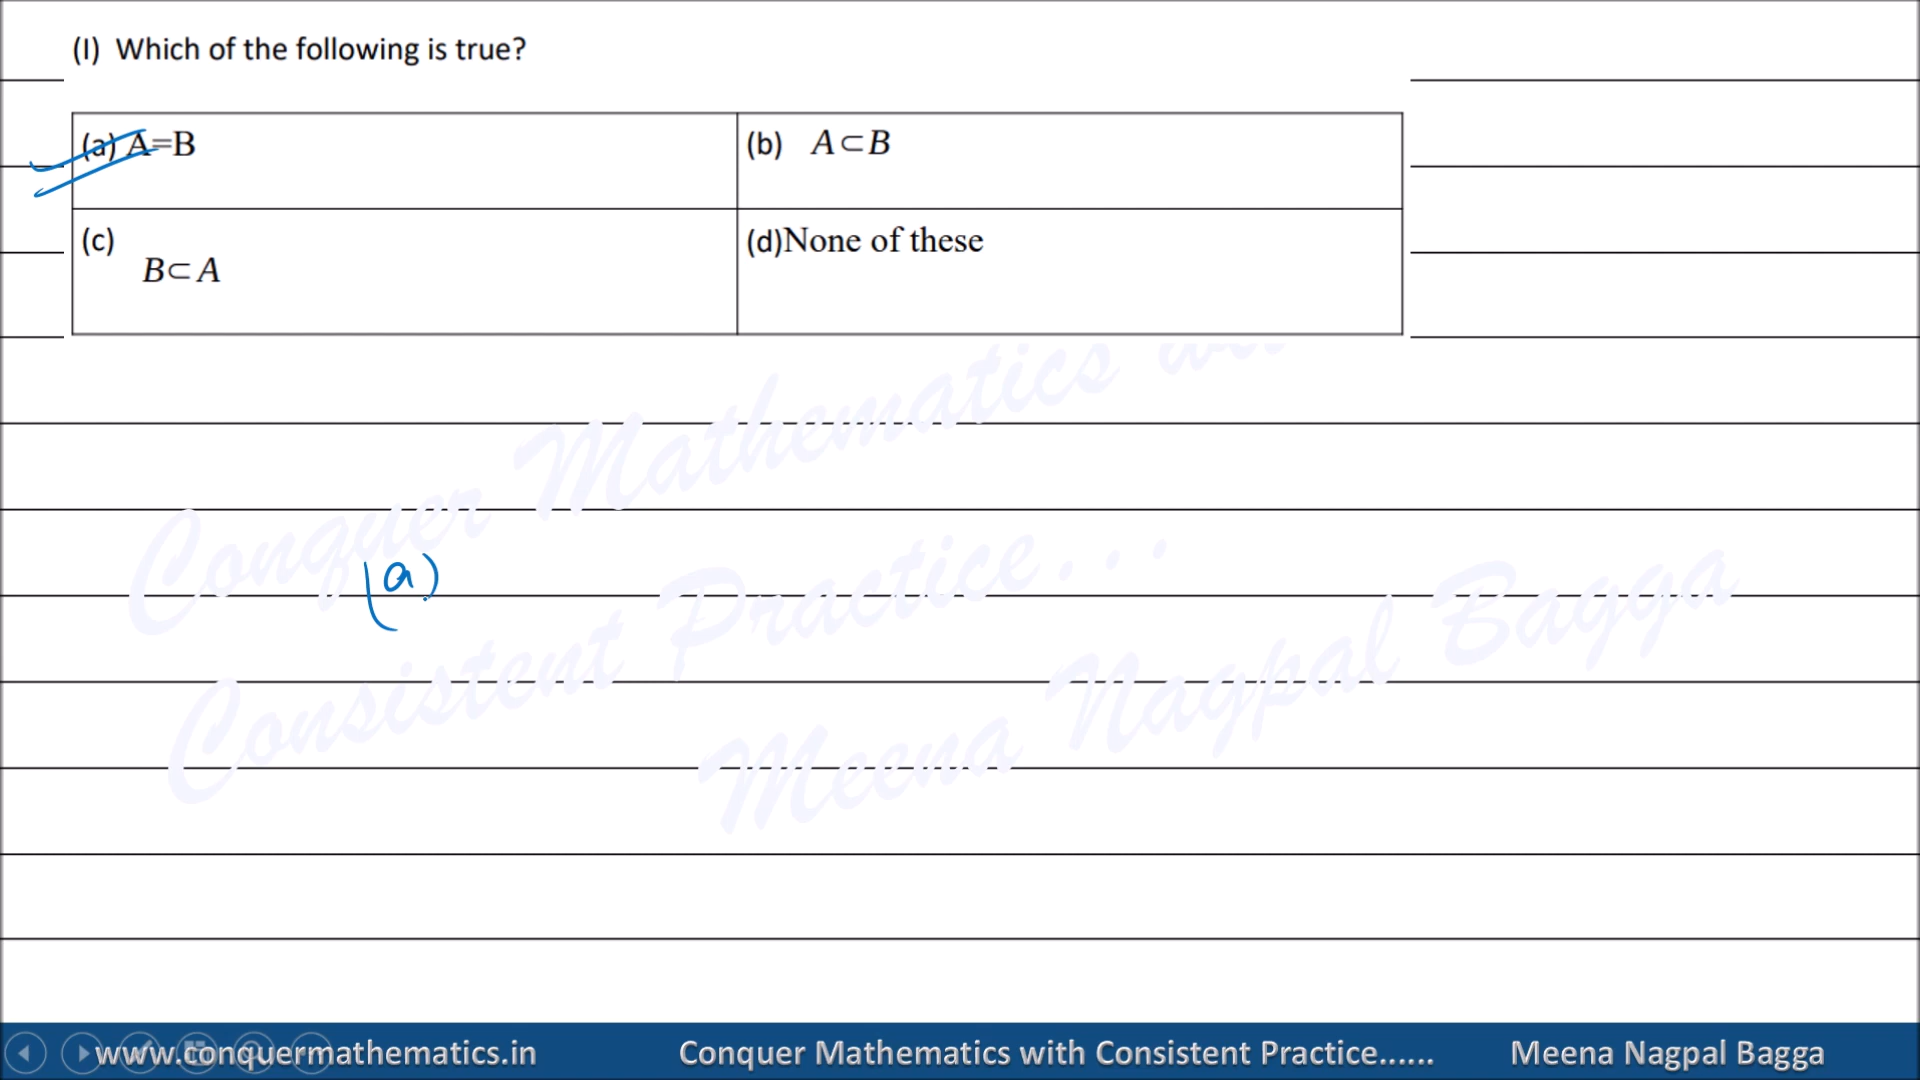 (I) Which of the following is true?
(a) A=B
(b) A⊂B
(c)
B⊂A
(d)None of these
Conquer Mathematics
(a)
Consistent Practice...
Meena Nagpal Bagga
www.conquermathematics.in Conquer Mathematics with Consistent Practice...... Meena Nagpal Bagga